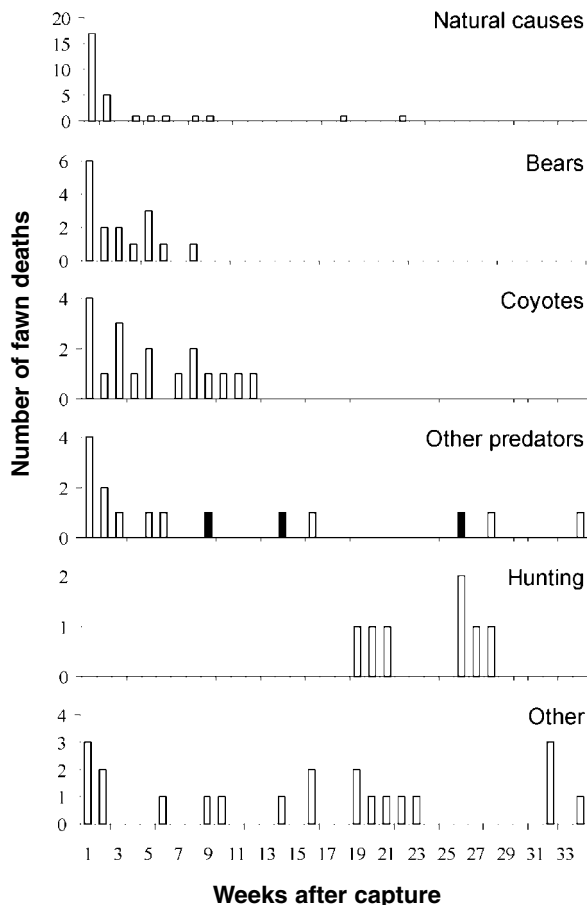 Number of fawn deaths
Natural causes
20
15
10
5
0
Bears
6
4
2
0
Coyotes
4
2
0
Other predators
4
2
0
Hunting
2
1
0
Other
4
3
2
1
0
1 3 5 7 9 11 13 15 17 19 21 23 25 27 29 31 33
Weeks after capture